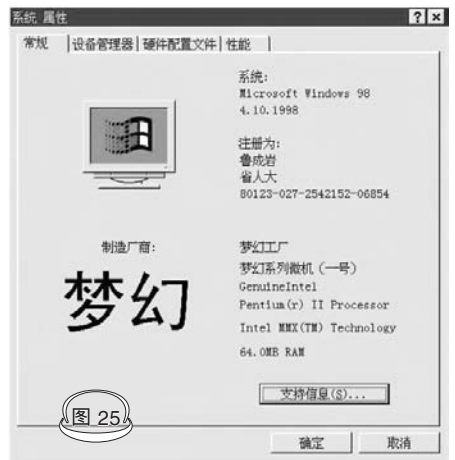 系统 属性
常规 设备管理器 硬件配置文件 性能
系统:
Microsoft Windows 98
4.10.1998
注册为:
鲁成岩
省人大
80123-027-2542152-06854
制造厂商:
梦幻
梦幻工厂
梦幻系列微机 (一号)
GenuineIntel
Pentium(r) II Processor
Intel MMX(TM) Technology
64.0MB RAM
支持信息(S)...
图 25
确定 取消